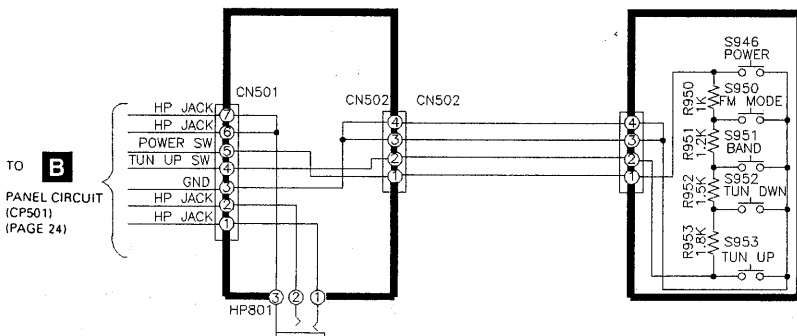 TO B
PANEL CIRCUIT
(CP501)
(PAGE 24)
CN501
HP JACK 7
HP JACK 6
POWER SW 5
TUN UP SW 4
GND 3
HP JACK 2
HP JACK 1
CN502 CN502
4
3
2
1
HP801
3 2 1
4
3
2
1
S946
POWER
R950
1K
S950
FM MODE
R951
1.2K
S951
BAND
R952
1.5K
S952
TUN DWN
R953
1.8K
S953
TUN UP